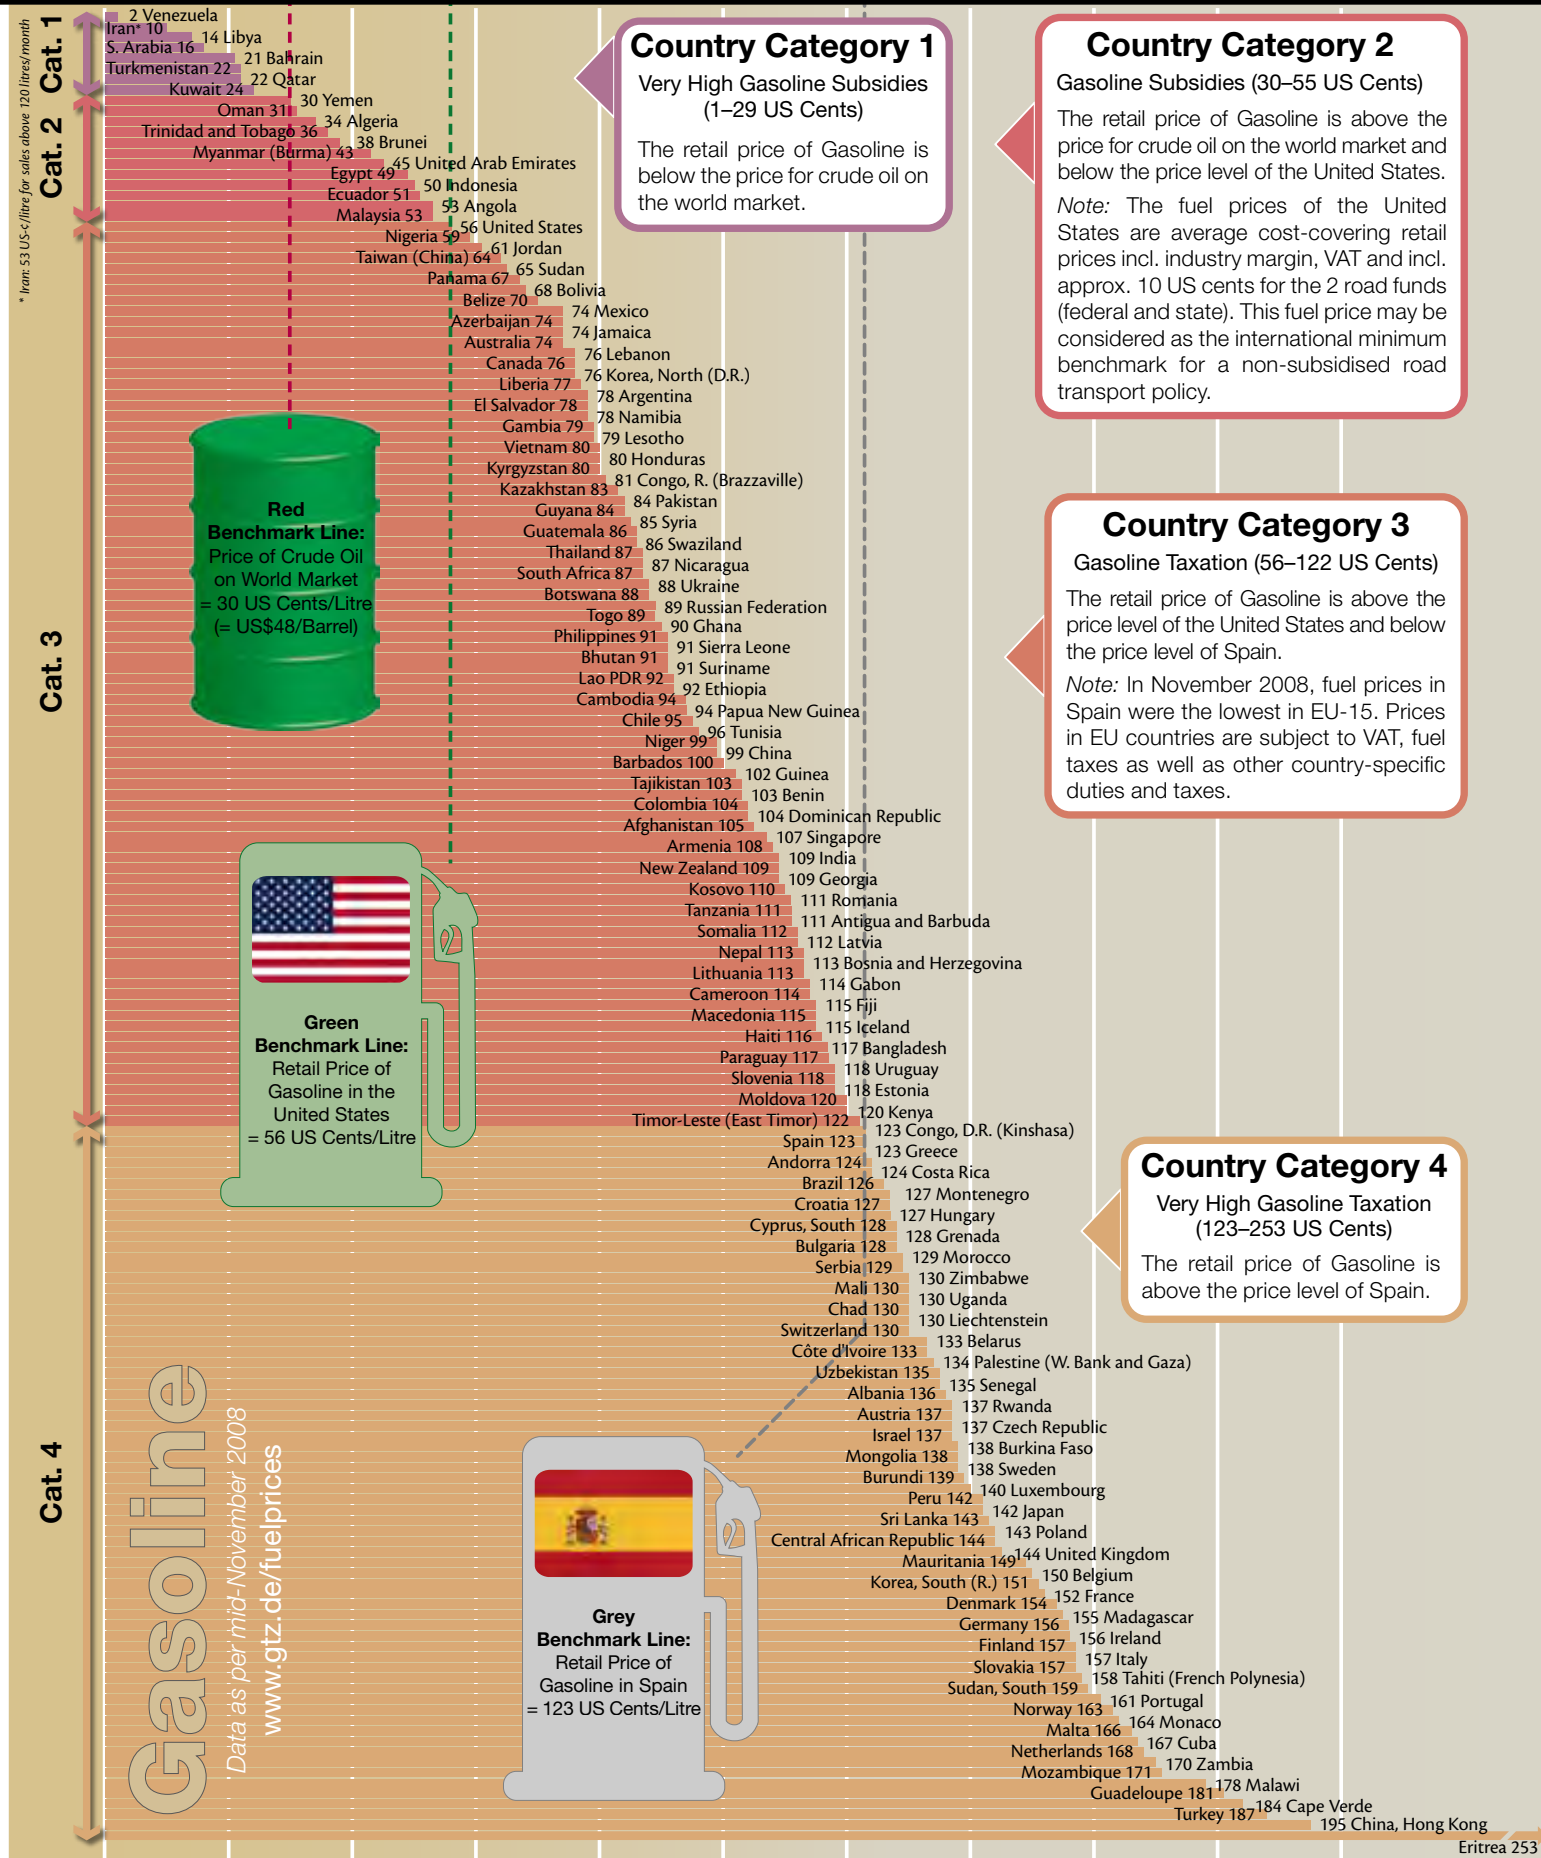 * Iran: 53 US-¢/litre for sales above 120 litres/month
Cat. 1
Cat. 2
Cat. 3
Cat. 4
2 Venezuela
Iran* 10
14 Libya
S. Arabia 16
21 Bahrain
Turkmenistan 22
22 Qatar
Kuwait 24
30 Yemen
Oman 31
34 Algeria
Trinidad and Tobago 36
38 Brunei
Myanmar (Burma) 43
45 United Arab Emirates
Egypt 49
50 Indonesia
Ecuador 51
53 Angola
Malaysia 53
56 United States
Nigeria 59
61 Jordan
Taiwan (China) 64
65 Sudan
Panama 67
68 Bolivia
Belize 70
74 Mexico
Azerbaijan 74
74 Jamaica
Australia 74
76 Lebanon
Canada 76
76 Korea, North (D.R.)
Liberia 77
78 Argentina
El Salvador 78
78 Namibia
Gambia 79
79 Lesotho
Vietnam 80
80 Honduras
Kyrgyzstan 80
81 Congo, R. (Brazzaville)
Kazakhstan 83
84 Pakistan
Guyana 84
85 Syria
Guatemala 86
86 Swaziland
Thailand 87
87 Nicaragua
South Africa 87
88 Ukraine
Botswana 88
89 Russian Federation
Togo 89
90 Ghana
Philippines 91
91 Sierra Leone
Bhutan 91
91 Suriname
Lao PDR 92
92 Ethiopia
Cambodia 94
94 Papua New Guinea
Chile 95
96 Tunisia
Niger 99
99 China
Barbados 100
102 Guinea
Tajikistan 103
103 Benin
Colombia 104
104 Dominican Republic
Afghanistan 105
107 Singapore
Armenia 108
109 India
New Zealand 109
109 Georgia
Kosovo 110
111 Romania
Tanzania 111
111 Antigua and Barbuda
Somalia 112
112 Latvia
Nepal 113
113 Bosnia and Herzegovina
Lithuania 113
114 Gabon
Cameroon 114
115 Fiji
Macedonia 115
115 Iceland
Haiti 116
117 Bangladesh
Paraguay 117
118 Uruguay
Slovenia 118
118 Estonia
Moldova 120
120 Kenya
Timor-Leste (East Timor) 122
123 Congo, D.R. (Kinshasa)
Spain 123
123 Greece
Andorra 124
124 Costa Rica
Brazil 126
127 Montenegro
Croatia 127
127 Hungary
Cyprus, South 128
128 Grenada
Bulgaria 128
129 Morocco
Serbia 129
130 Zimbabwe
Mali 130
130 Uganda
Chad 130
130 Liechtenstein
Switzerland 130
133 Belarus
Côte d'Ivoire 133
134 Palestine (W. Bank and Gaza)
Uzbekistan 135
135 Senegal
Albania 136
137 Rwanda
Austria 137
137 Czech Republic
Israel 137
138 Burkina Faso
Mongolia 138
138 Sweden
Burundi 139
140 Luxembourg
Peru 142
142 Japan
Sri Lanka 143
143 Poland
Central African Republic 144
144 United Kingdom
Mauritania 149
150 Belgium
Korea, South (R.) 151
152 France
Denmark 154
155 Madagascar
Germany 156
156 Ireland
Finland 157
157 Italy
Slovakia 157
158 Tahiti (French Polynesia)
Sudan, South 159
161 Portugal
Norway 163
164 Monaco
Malta 166
167 Cuba
Netherlands 168
170 Zambia
Mozambique 171
178 Malawi
Guadeloupe 181
184 Cape Verde
Turkey 187
195 China, Hong Kong
Eritrea 253
Country Category 1
Very High Gasoline Subsidies
(1–29 US Cents)
The retail price of Gasoline is
below the price for crude oil on
the world market.
Country Category 2
Gasoline Subsidies (30–55 US Cents)
The retail price of Gasoline is above the
price for crude oil on the world market and
below the price level of the United States.
Note: The fuel prices of the United
States are average cost-covering retail
prices incl. industry margin, VAT and incl.
approx. 10 US cents for the 2 road funds
(federal and state). This fuel price may be
considered as the international minimum
benchmark for a non-subsidised road
transport policy.
Country Category 3
Gasoline Taxation (56–122 US Cents)
The retail price of Gasoline is above the
price level of the United States and below
the price level of Spain.
Note: In November 2008, fuel prices in
Spain were the lowest in EU-15. Prices
in EU countries are subject to VAT, fuel
taxes as well as other country-specific
duties and taxes.
Country Category 4
Very High Gasoline Taxation
(123–253 US Cents)
The retail price of Gasoline is
above the price level of Spain.
Red
Benchmark Line:
Price of Crude Oil
on World Market
= 30 US Cents/Litre
(= US$48/Barrel)
Green
Benchmark Line:
Retail Price of
Gasoline in the
United States
= 56 US Cents/Litre
Grey
Benchmark Line:
Retail Price of
Gasoline in Spain
= 123 US Cents/Litre
Gasoline
Data as per mid-November 2008
www.gtz.de/fuelprices